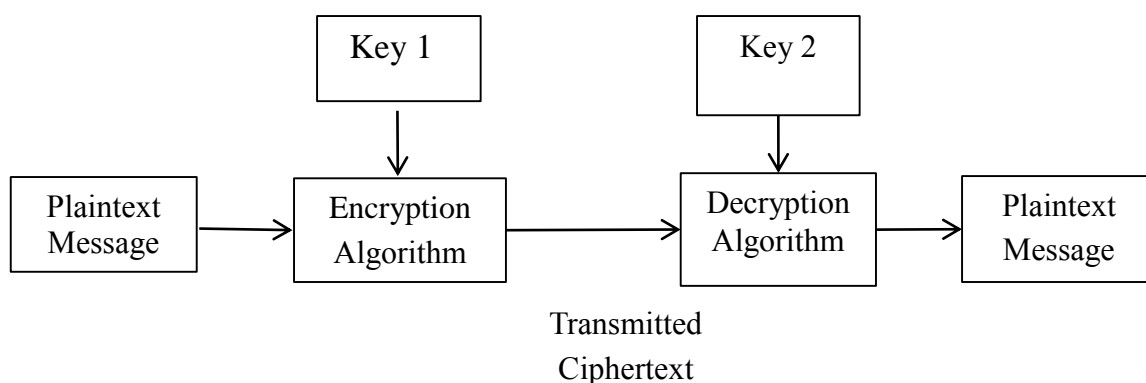 Key 1
Key 2
Plaintext
Message
Encryption
Algorithm
Decryption
Algorithm
Plaintext
Message
Transmitted
Ciphertext